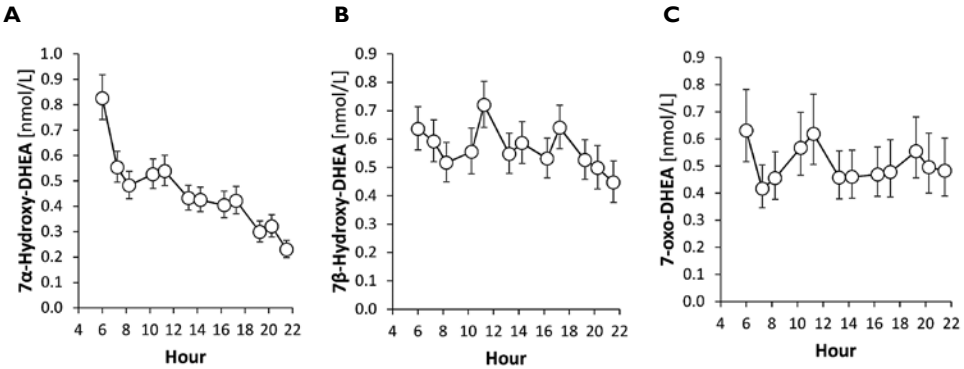 A
7α-Hydroxy-DHEA [nmol/L]
1.0
0.9
0.8
0.7
0.6
0.5
0.4
0.3
0.2
0.1
0.0
4 6 8 10 12 14 16 18 20 22
Hour
B
7β-Hydroxy-DHEA [nmol/L]
0.9
0.8
0.7
0.6
0.5
0.4
0.3
0.2
0.1
0.0
4 6 8 10 12 14 16 18 20 22
Hour
C
7-oxo-DHEA [nmol/L]
0.9
0.8
0.7
0.6
0.5
0.4
0.3
0.2
0.1
0.0
4 6 8 10 12 14 16 18 20 22
Hour